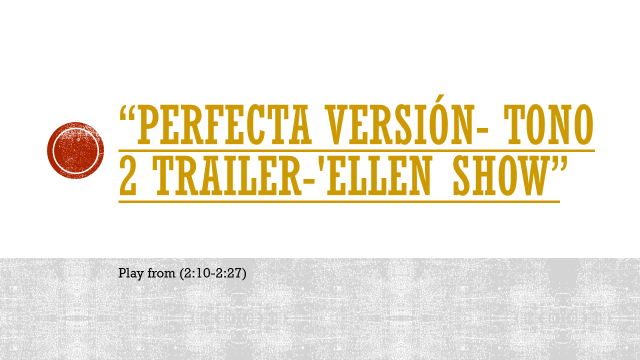 “PERFECTA VERSIÓN- TONO
2 TRAILER-'ELLEN SHOW”
Play from (2:10-2:27)